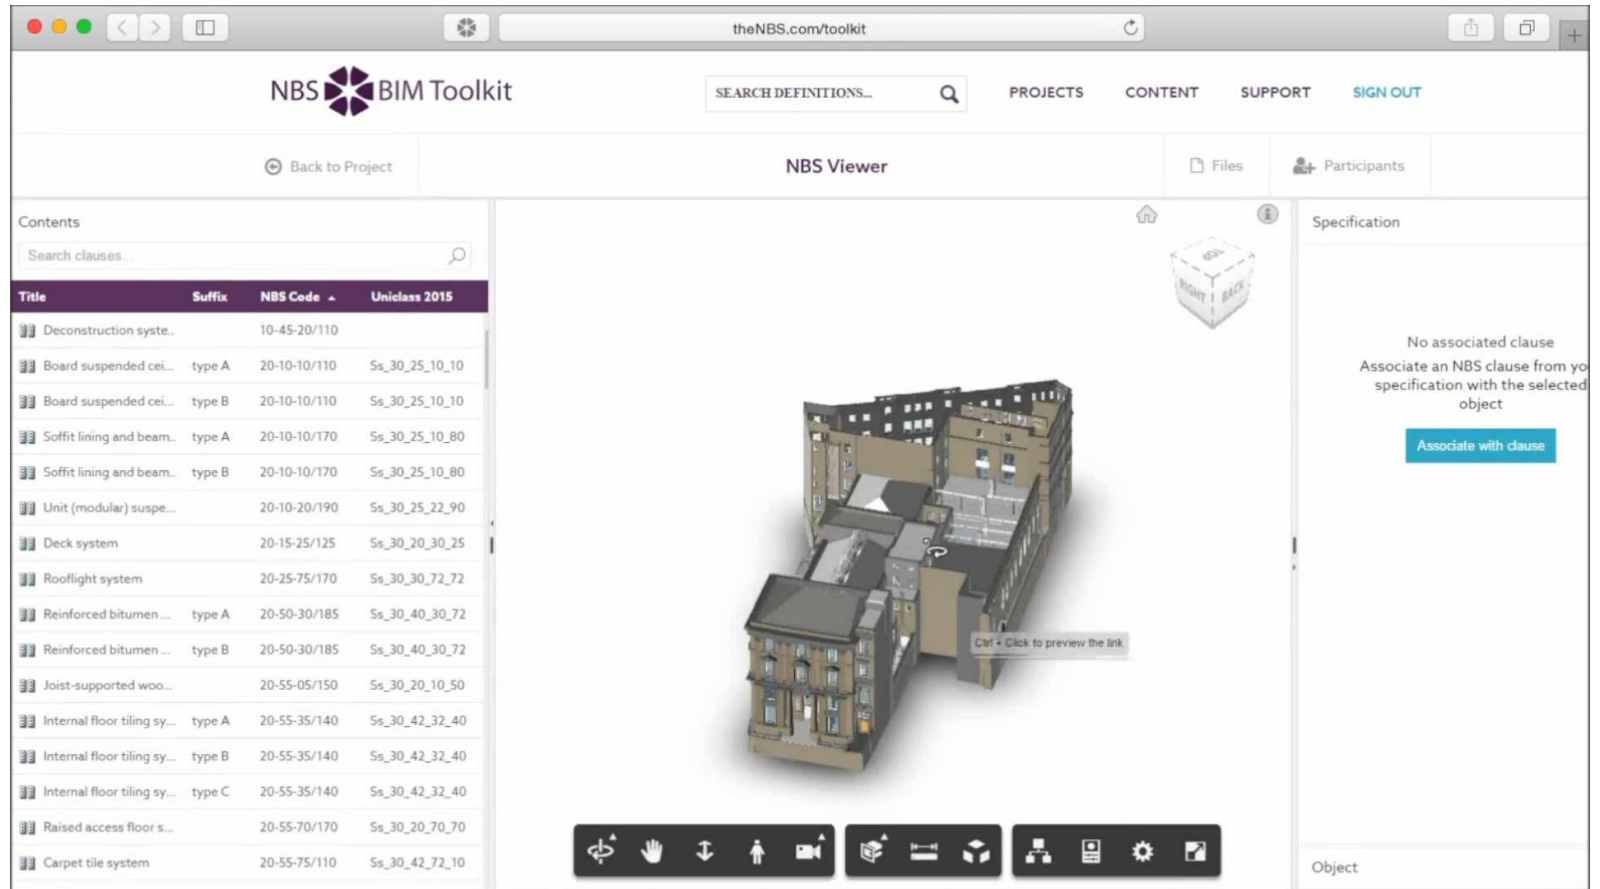 theNBS.com/toolkit
NBS BIM Toolkit
SEARCH DEFINITIONS...
PROJECTS
CONTENT
SUPPORT
SIGN OUT
Back to Project
NBS Viewer
Files
Participants
Contents
Search clauses...
Title Suffix NBS Code Uniclass 2015
Deconstruction syste.. 10-45-20/110
Board suspended cei... type A 20-10-10/110 Ss_30_25_10_10
Board suspended cei... type B 20-10-10/110 Ss_30_25_10_10
Soffit lining and beam.. type A 20-10-10/170 Ss_30_25_10_80
Soffit lining and beam.. type B 20-10-10/170 Ss_30_25_10_80
Unit (modular) suspe... 20-10-20/190 Ss_30_25_22_90
Deck system 20-15-25/125 Ss_30_20_30_25
Rooflight system 20-25-75/170 Ss_30_30_72_72
Reinforced bitumen ... type A 20-50-30/185 Ss_30_40_30_72
Reinforced bitumen ... type B 20-50-30/185 Ss_30_40_30_72
Joist-supported woo... 20-55-05/150 Ss_30_20_10_50
Internal floor tiling sy... type A 20-55-35/140 Ss_30_42_32_40
Internal floor tiling sy... type B 20-55-35/140 Ss_30_42_32_40
Internal floor tiling sy... type C 20-55-35/140 Ss_30_42_32_40
Raised access floor s... 20-55-70/170 Ss_30_20_70_70
Carpet tile system 20-55-75/110 Ss_30_42_72_10
TOP
RIGHT
BACK
Ctrl + Click to preview the link
Specification
No associated clause
Associate an NBS clause from yo
specification with the selected
object
Associate with clause
Object